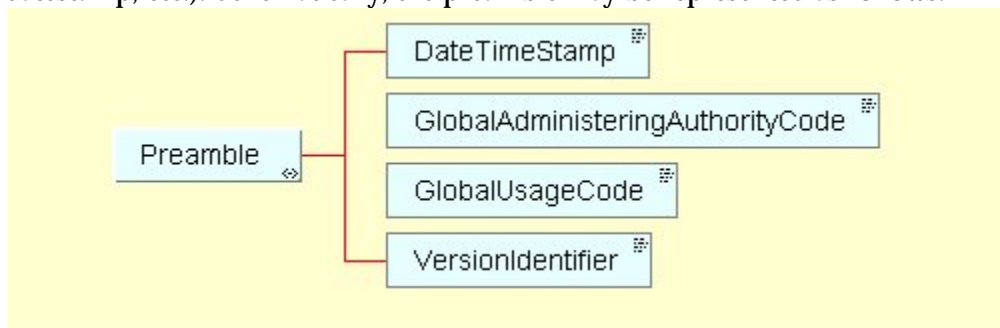 DateTimeStamp
GlobalAdministeringAuthorityCode
Preamble
GlobalUsageCode
VersionIdentifier